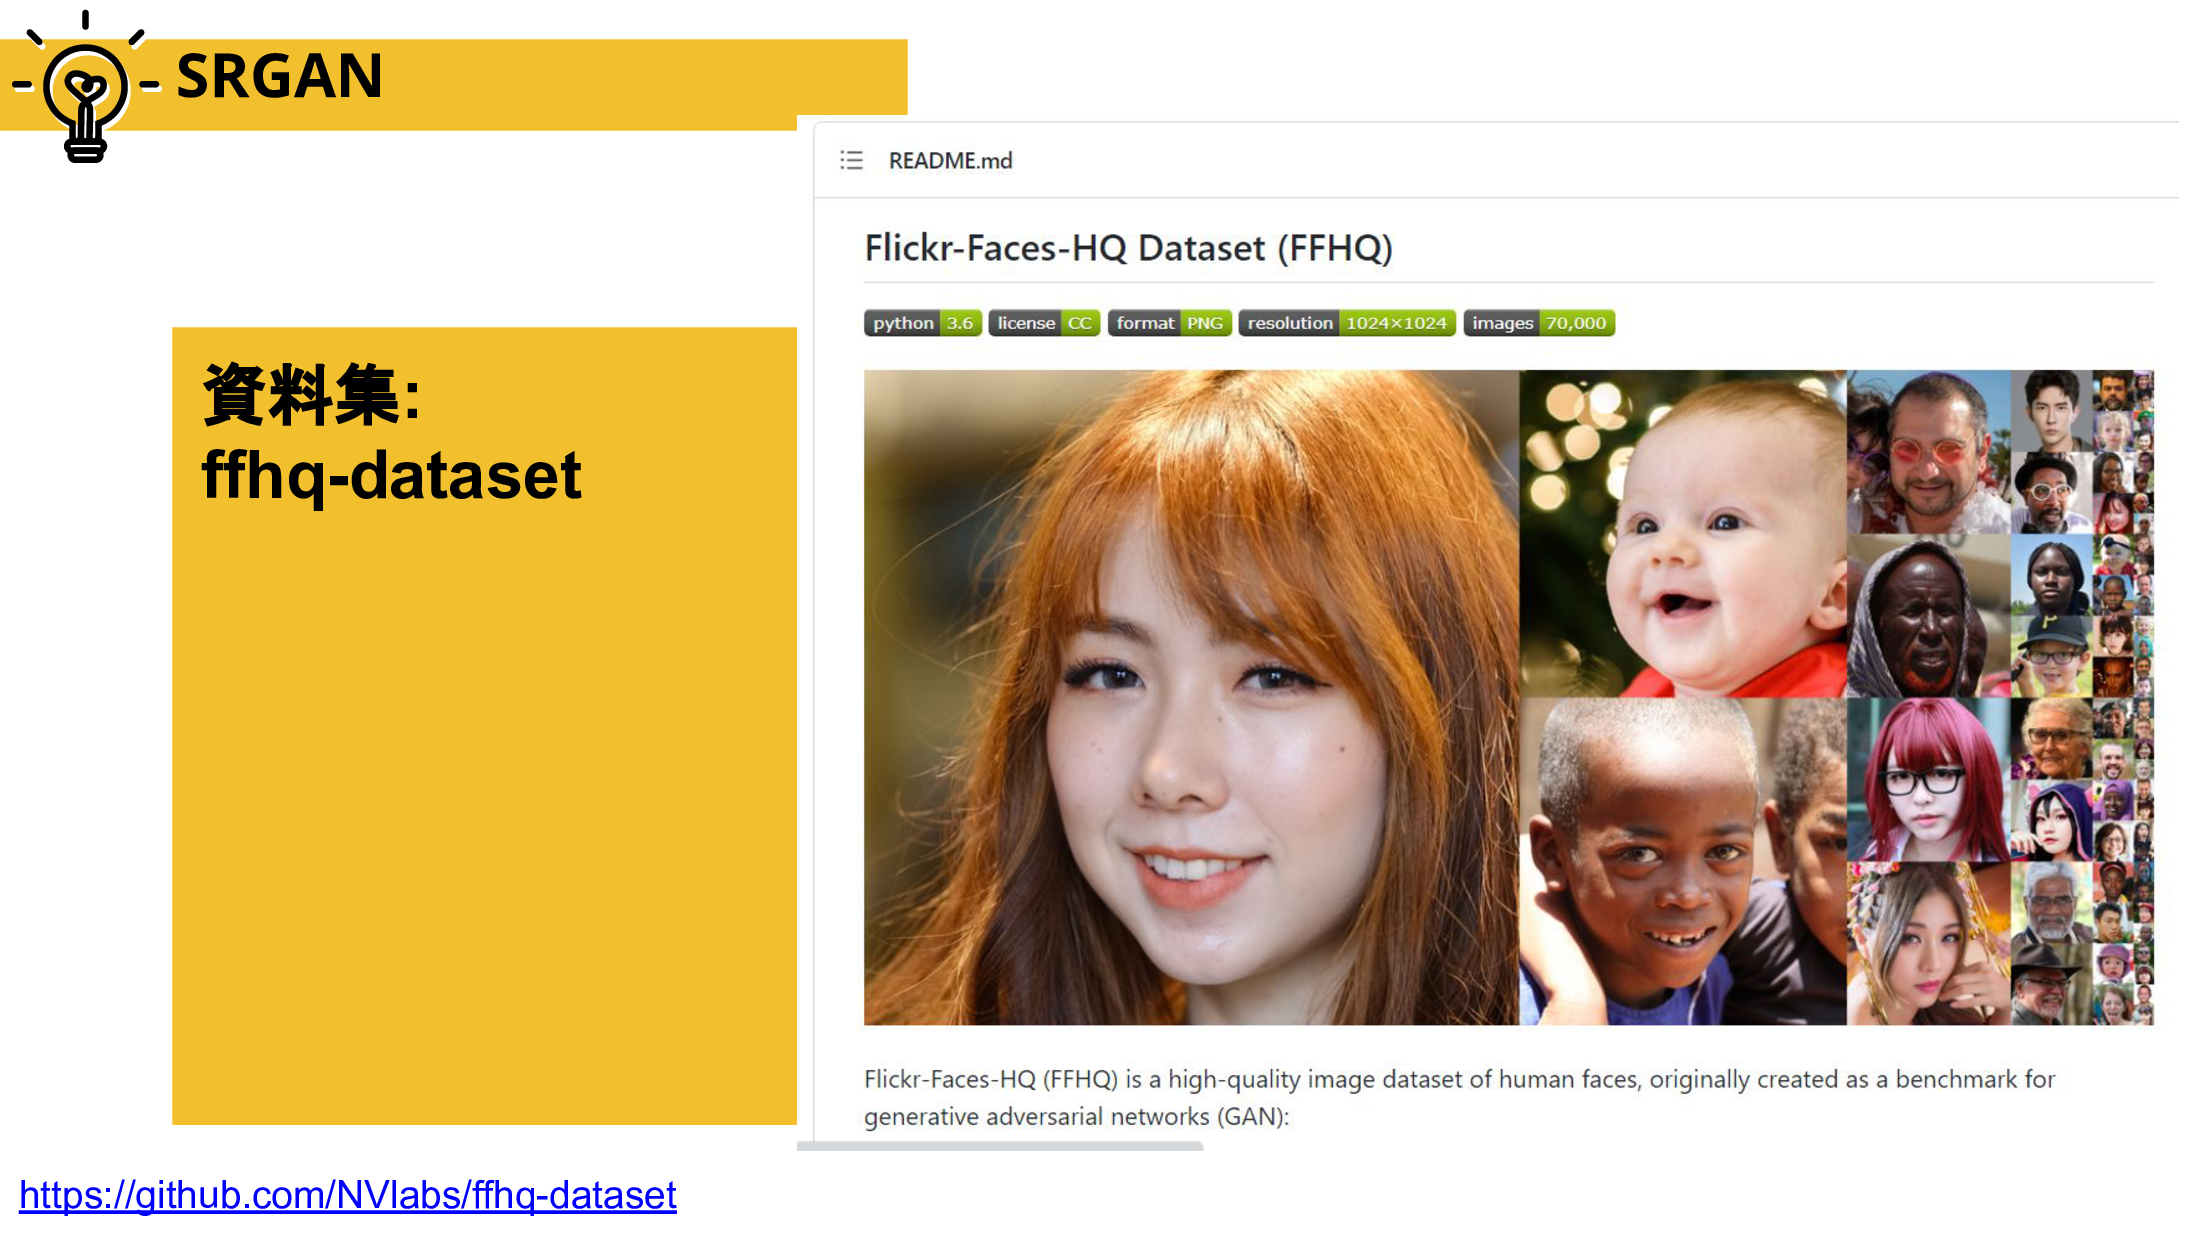 SRGAN
資料集:
ffhq-dataset
README.md
Flickr-Faces-HQ Dataset (FFHQ)
python 3.6 license CC format PNG resolution 1024×1024 images 70,000
Flickr-Faces-HQ (FFHQ) is a high-quality image dataset of human faces, originally created as a benchmark for
generative adversarial networks (GAN):
https://github.com/NVlabs/ffhq-dataset